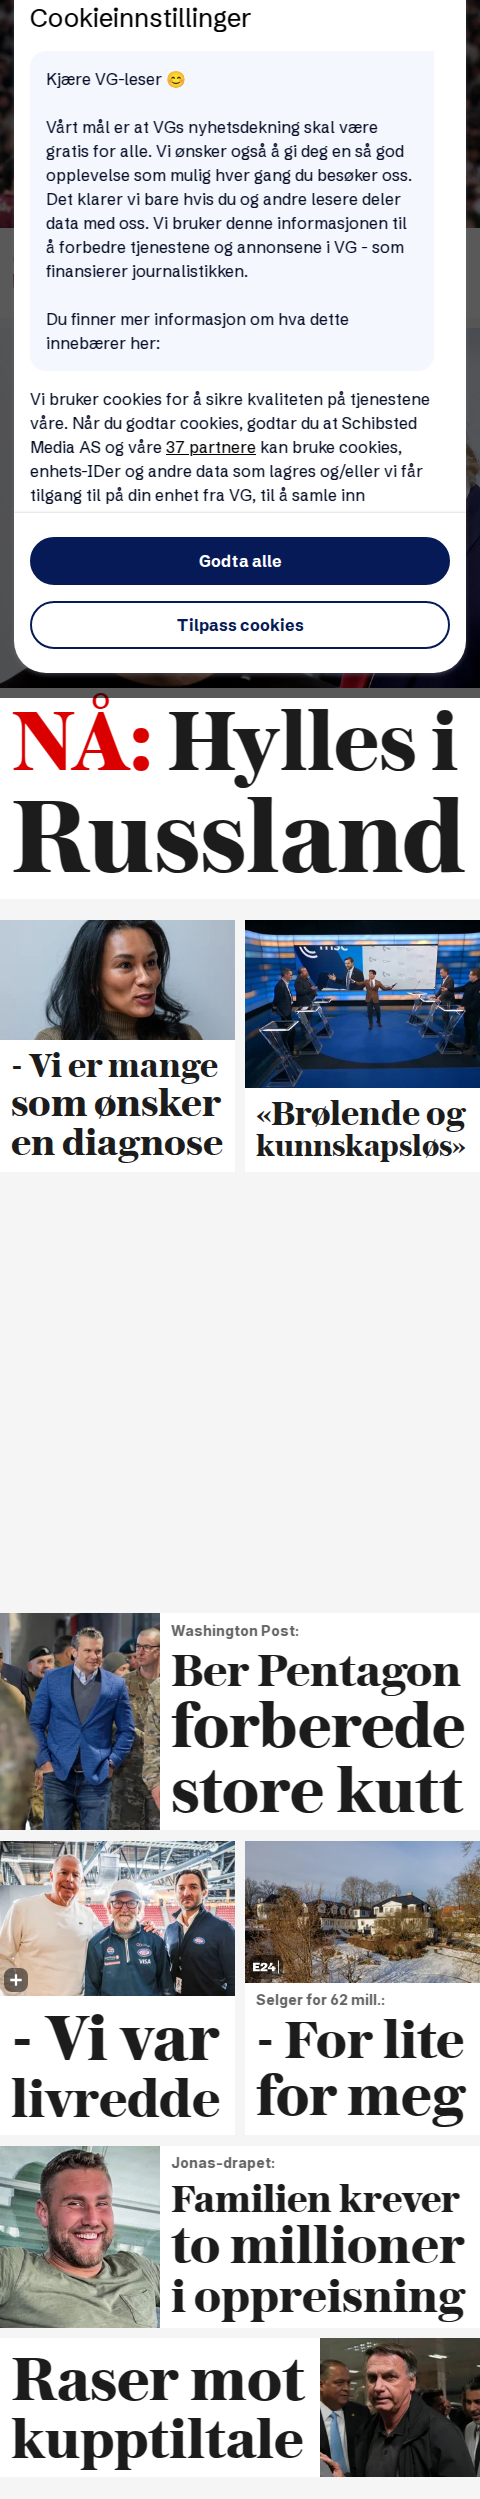 Cookieinnstillinger
Kjære VG-leser 😊
Vårt mål er at VGs nyhetsdekning skal være
gratis for alle. Vi ønsker også å gi deg en så god
opplevelse som mulig hver gang du besøker oss.
Det klarer vi bare hvis du og andre lesere deler
data med oss. Vi bruker denne informasjonen til
å forbedre tjenestene og annonsene i VG - som
finansierer journalistikken.
Du finner mer informasjon om hva dette
innebærer her:
Vi bruker cookies for å sikre kvaliteten på tjenestene
våre. Når du godtar cookies, godtar du at Schibsted
Media AS og våre 37 partnere kan bruke cookies,
enhets-IDer og andre data som lagres og/eller vi får
tilgang til på din enhet fra VG, til å samle inn
Godta alle
Tilpass cookies
NÅ: Hylles i
Russland
- Vi er mange
som ønsker
en diagnose
«Brølende og
kunnskapsløs»
Washington Post:
Ber Pentagon
forberede
store kutt
VISA
- Vi var
livredde
E24
Selger for 62 mill.:
- For lite
for meg
Jonas-drapet:
Familien krever
to millioner
i oppreisning
Raser mot
kupptiltale